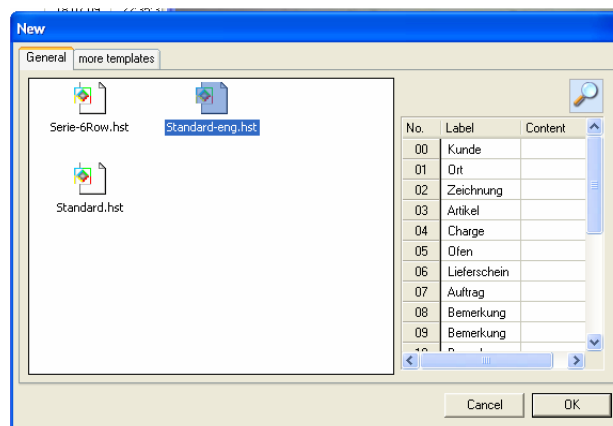 New
General more templates
Serie-6Row.hst Standard-eng.hst
Standard.hst
No. Label Content
00 Kunde
01 Ort
02 Zeichnung
03 Artikel
04 Charge
05 Ofen
06 Lieferschein
07 Auftrag
08 Bemerkung
09 Bemerkung
Cancel OK